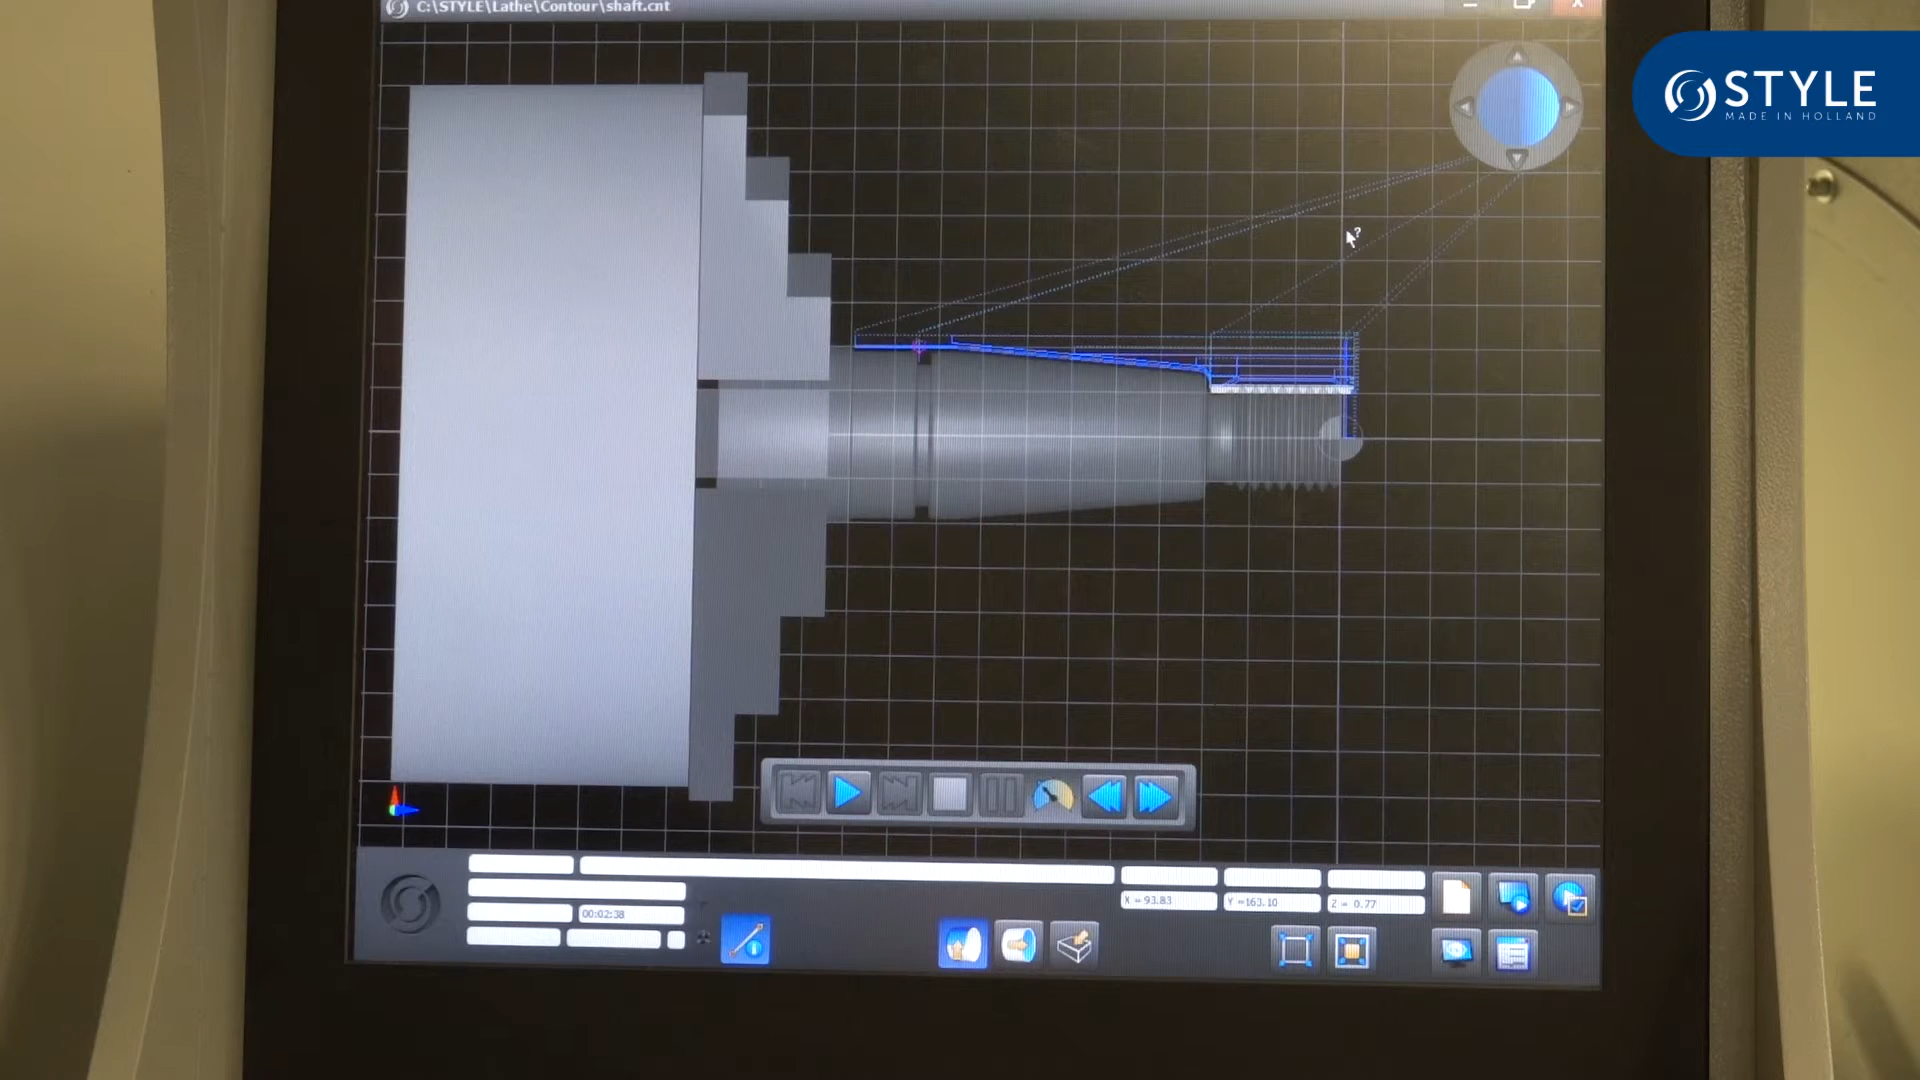 C:\STYLE\Lathe\Contour\shaft.cnt
STYLE
MADE IN HOLLAND
00:02:38
X = 93.83
Y =163.10
Z = 0.77